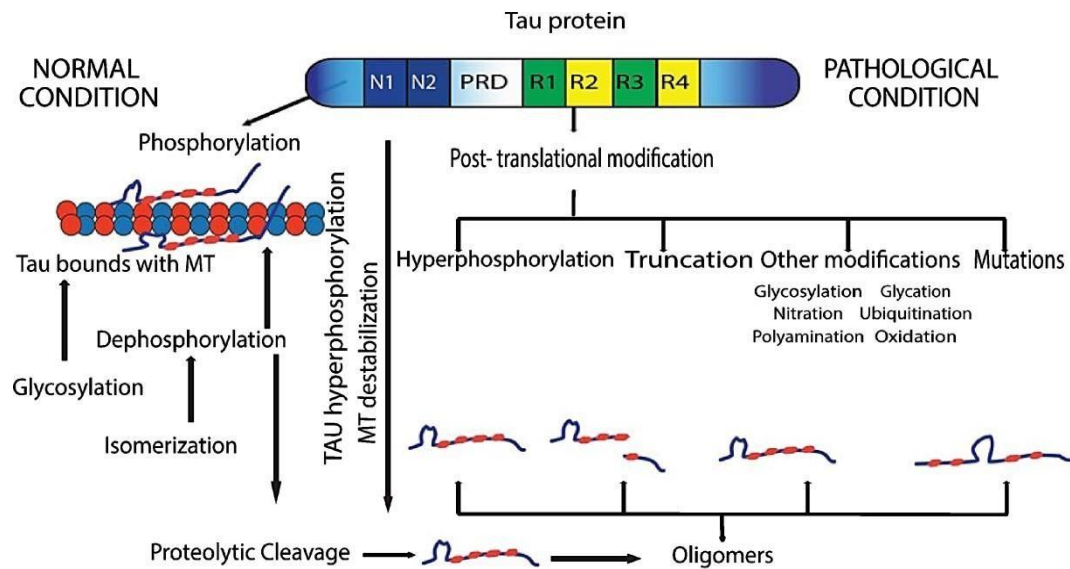 Tau protein
NORMAL
CONDITION
N1 N2 PRD R1 R2 R3 R4
PATHOLOGICAL
CONDITION
Phosphorylation
Post- translational modification
TAU hyperphosphorylation
MT destabilization
Hyperphosphorylation Truncation Other modifications Mutations
Glycosylation Glycation
Nitration Ubiquitination
Polyamination Oxidation
Tau bounds with MT
Dephosphorylation
Glycosylation
Isomerization
Proteolytic Cleavage
Oligomers